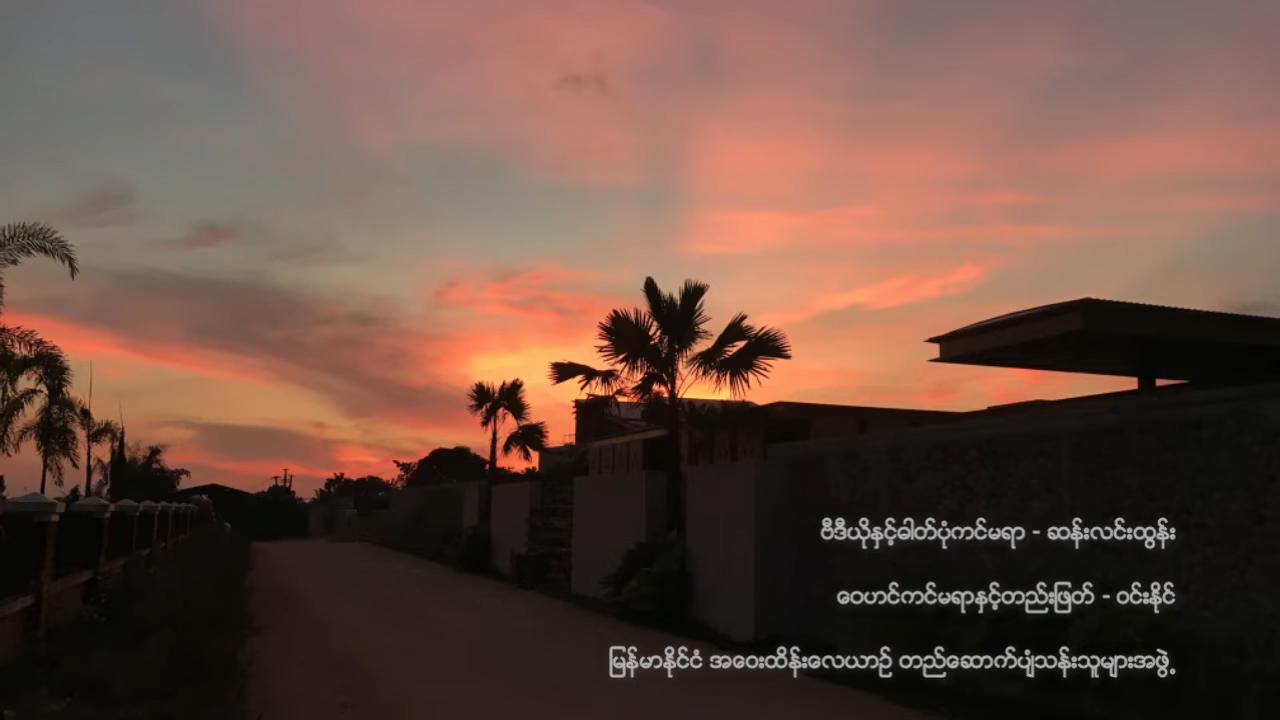 ဗီဒီယိုနှင့်ဓါတ်ပုံကင်မရာ - ဆန်းလင်းထွန်း
ဝေဟင်ကင်မရာနှင့်တည်းဖြတ် - ဝင်းနိုင်
မြန်မာနိုင်ငံ အဝေးထိန်းလေယာဉ် တည်ဆောက်ပျံသန်းသူများအဖွဲ့